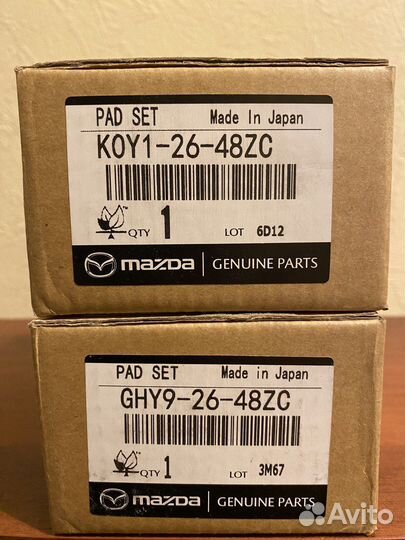 PAD SET Made In Japan
K0Y1-26-48ZC
QTY 1 LOT 6D12
mazda GENUINE PARTS
PAD SET Made in Japan
GHY9-26-48ZC
QTY 1 LOT 3M67
mazda GENUINE PARTS
Avito